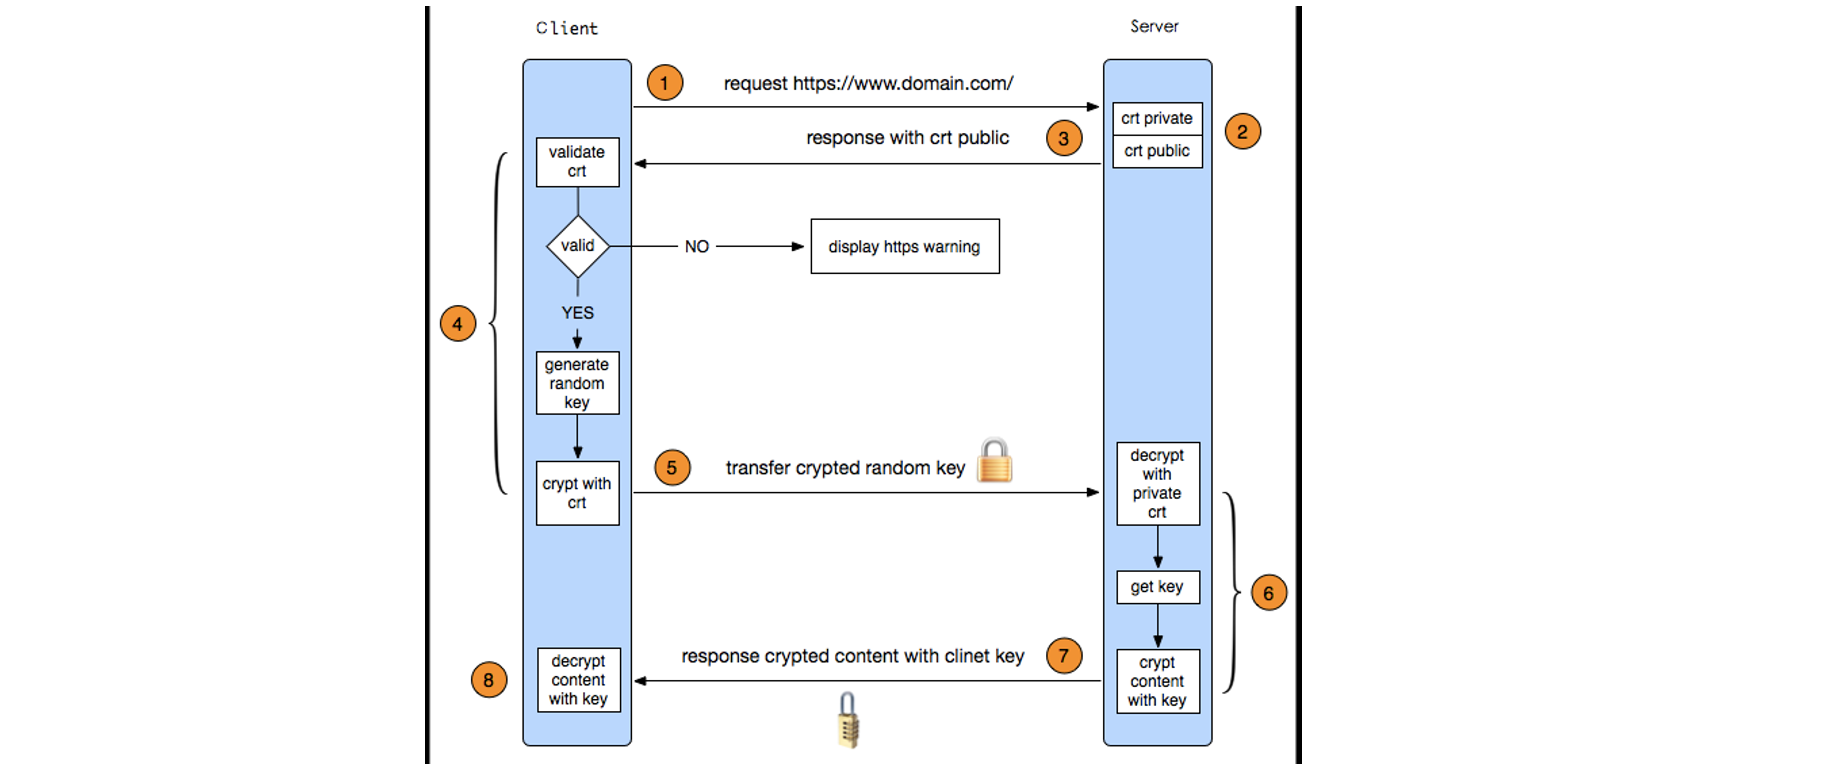 Client
Server
1
request https://www.domain.com/
crt private
2
response with crt public
3
crt public
validate
crt
valid
NO
display https warning
4
YES
generate
random
key
5
transfer crypted random key
crypt with
crt
decrypt
with
private
crt
get key
6
response crypted content with clinet key
7
8
decrypt
content
with key
crypt
content
with key